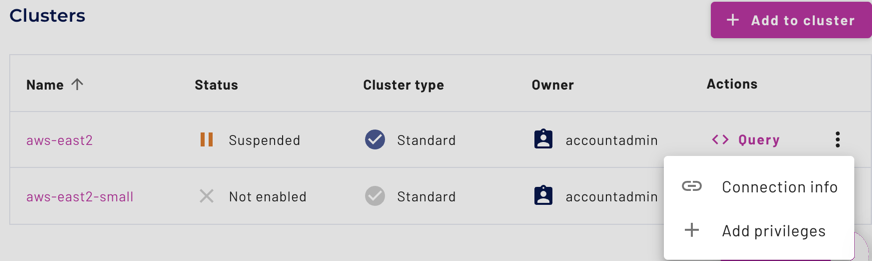 Clusters
+ Add to cluster
Name ↑ Status Cluster type Owner Actions
aws-east2 Suspended Standard accountadmin <> Query
Connection info
aws-east2-small Not enabled Standard accountadmin
+ Add privileges